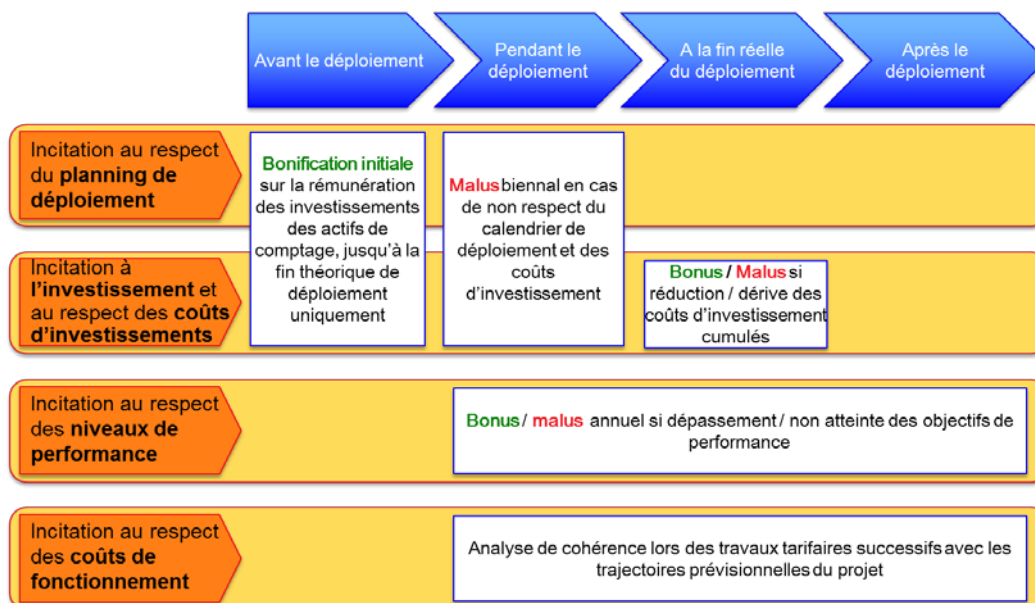 Avant le déploiement
Pendant le
déploiement
A la fin réelle
du déploiement
Après le
déploiement
Incitation au respect
du planning de
déploiement
Bonification initiale
sur la rémunération
des investissements
des actifs de
comptage, jusqu'à la
fin théorique de
déploiement
uniquement
Malus biennal en cas
de non respect du
calendrier de
déploiement et des
coûts
d'investissement
Incitation à
l'investissement et
au respect des coûts
d'investissements
Bonus / Malus si
réduction / dérive des
coûts d'investissement
cumulés
Incitation au respect
des niveaux de
performance
Bonus / malus annuel si dépassement / non atteinte des objectifs de
performance
Incitation au respect
des coûts de
fonctionnement
Analyse de cohérence lors des travaux tarifaires successifs avec les
trajectoires prévisionnelles du projet